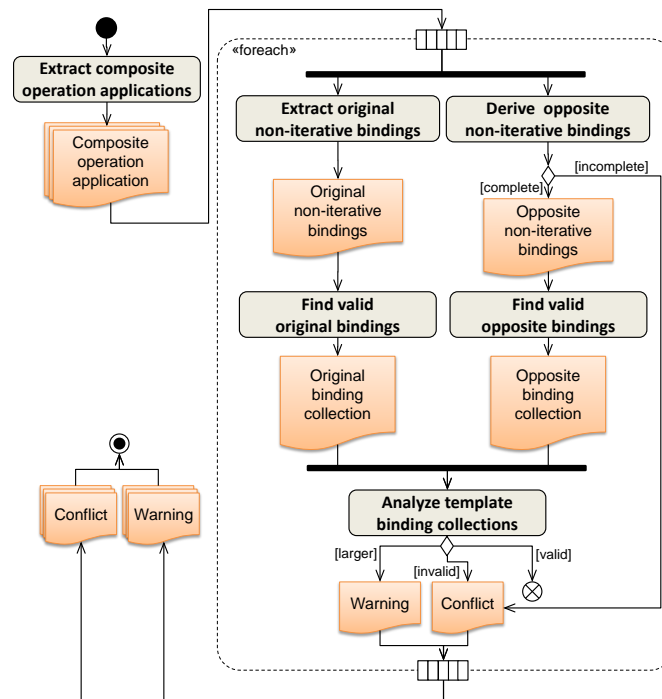 «foreach»
Extract composite
operation applications
Composite
operation
application
Extract original
non-iterative bindings
Derive opposite
non-iterative bindings
[incomplete]
[complete]
Original
non-iterative
bindings
Opposite
non-iterative
bindings
Find valid
original bindings
Find valid
opposite bindings
Original
binding
collection
Opposite
binding
collection
Analyze template
binding collections
[larger]
[invalid]
[valid]
Warning
Conflict
Conflict
Warning